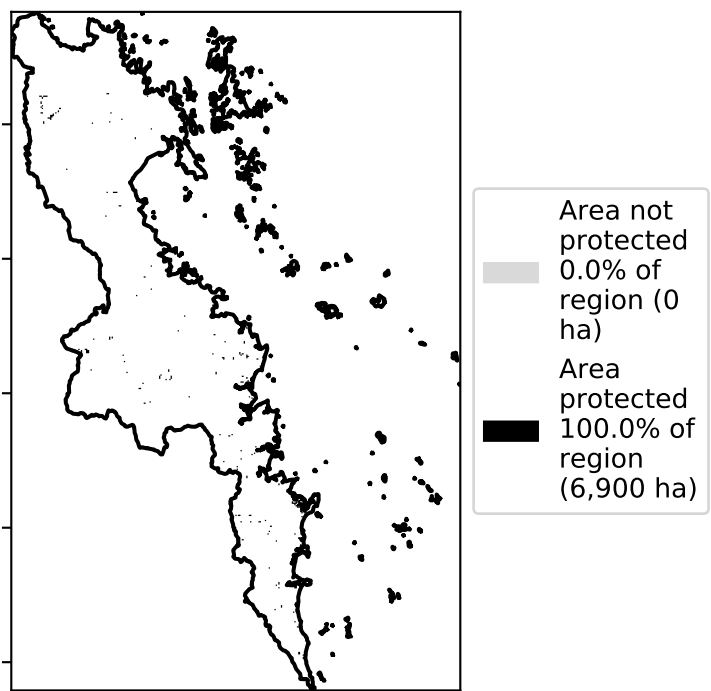 Area not
protected
0.0% of
region (0
ha)
Area
protected
100.0% of
region
(6,900 ha)